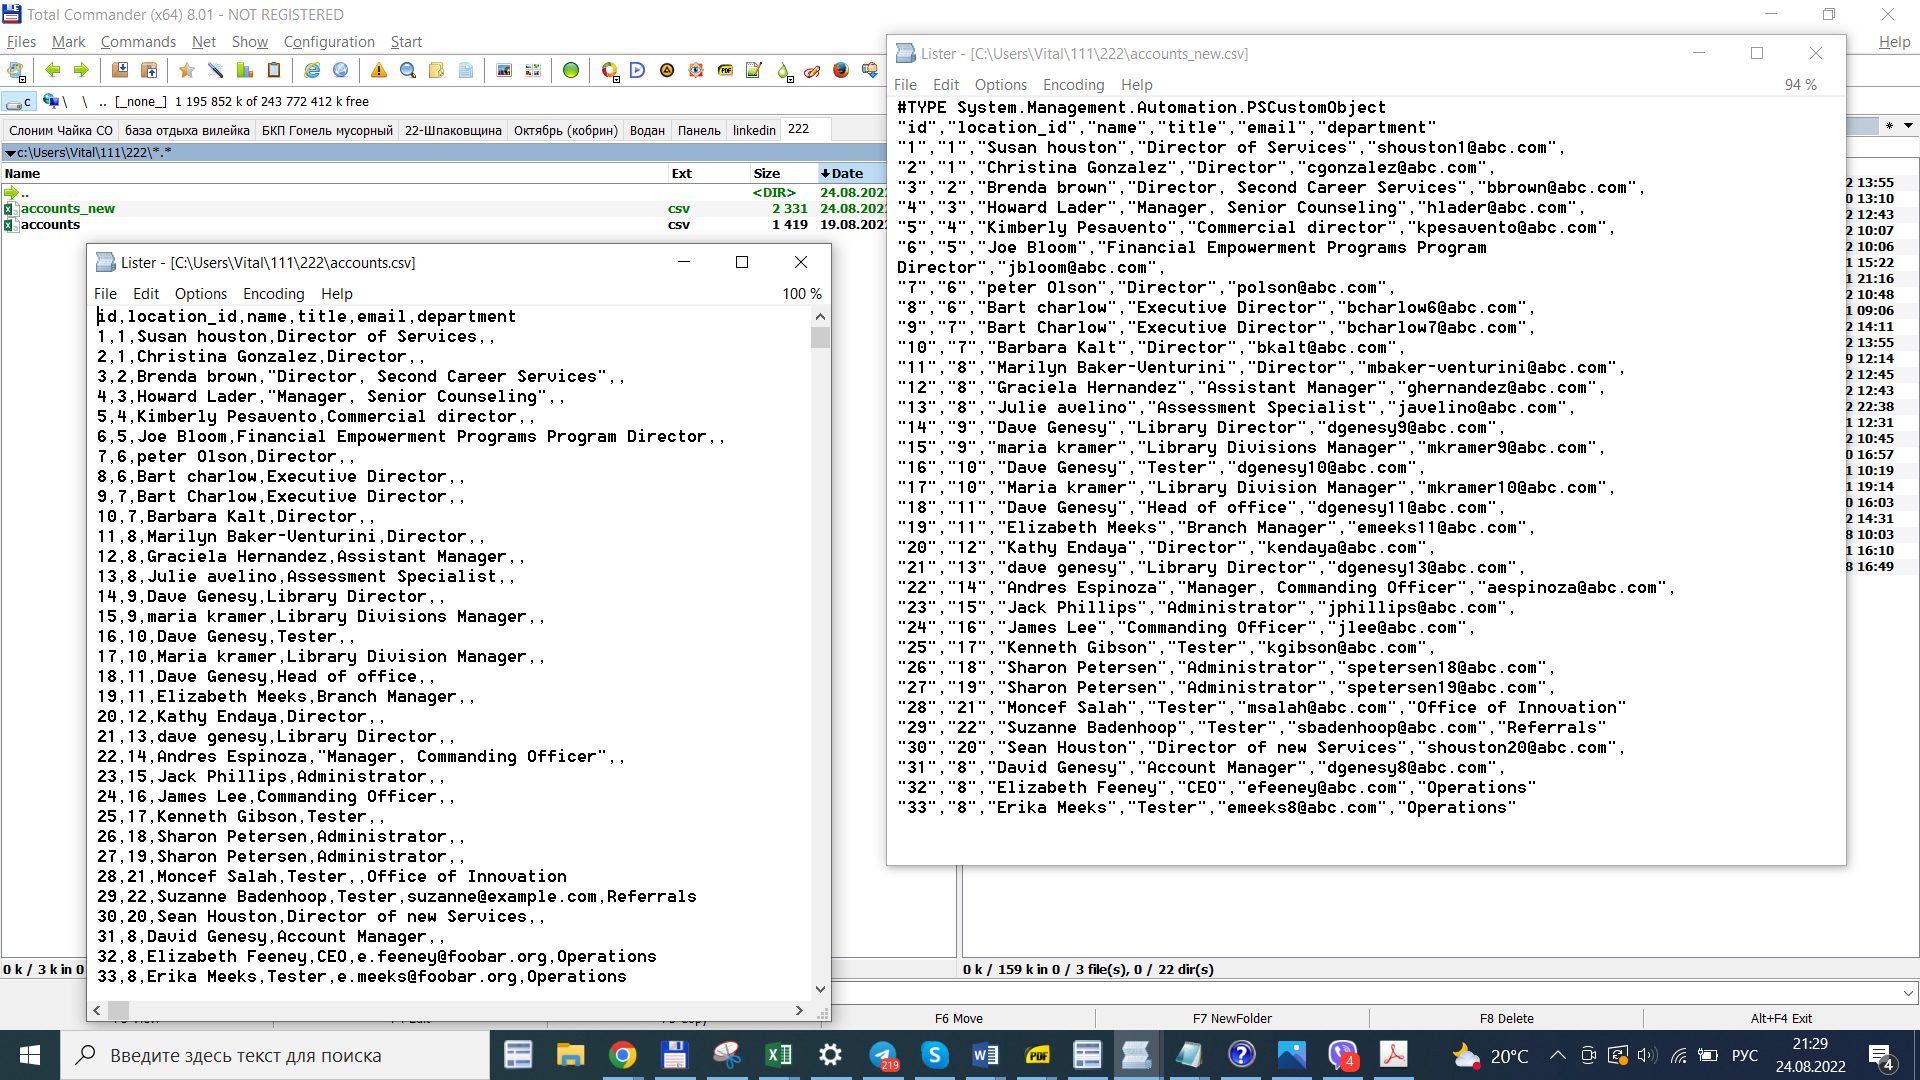 Total Commander (x64) 8.01 - NOT REGISTERED
Files Mark Commands Net Show Configuration Start
Help
c \ \ .. [_none_] 1 195 852 k of 243 772 412 k free
Слоним Чайка СО база отдыха вилейка БКП Гомель мусорный 22-Шпаковщина Октябрь (кобрин) Водан Панель linkedin 222
c:\Users\Vital\111\222\*.*
Name Ext Size Date
.. <DIR> 24.08.202
accounts_new csv 2 331 24.08.202
accounts csv 1 419 19.08.202
Lister - [C:\Users\Vital\111\222\accounts.csv]
File Edit Options Encoding Help 100 %
id,location_id,name,title,email,department
1,1,Susan houston,Director of Services,,
2,1,Christina Gonzalez,Director,,
3,2,Brenda brown,"Director, Second Career Services",,
4,3,Howard Lader,"Manager, Senior Counseling",,
5,4,Kimberly Pesavento,Commercial director,,
6,5,Joe Bloom,Financial Empowerment Programs Program Director,,
7,6,peter Olson,Director,,
8,6,Bart charlow,Executive Director,,
9,7,Bart Charlow,Executive Director,,
10,7,Barbara Kalt,Director,,
11,8,Marilyn Baker-Venturini,Director,,
12,8,Graciela Hernandez,Assistant Manager,,
13,8,Julie avelino,Assessment Specialist,,
14,9,Dave Genesy,Library Director,,
15,9,maria kramer,Library Divisions Manager,,
16,10,Dave Genesy,Tester,,
17,10,Maria kramer,Library Division Manager,,
18,11,Dave Genesy,Head of office,,
19,11,Elizabeth Meeks,Branch Manager,,
20,12,Kathy Endaya,Director,,
21,13,dave genesy,Library Director,,
22,14,Andres Espinoza,"Manager, Commanding Officer",,
23,15,Jack Phillips,Administrator,,
24,16,James Lee,Commanding Officer,,
25,17,Kenneth Gibson,Tester,,
26,18,Sharon Petersen,Administrator,,
27,19,Sharon Petersen,Administrator,,
28,21,Moncef Salah,Tester,,Office of Innovation
29,22,Suzanne Badenhoop,Tester,suzanne@example.com,Referrals
30,20,Sean Houston,Director of new Services,,
31,8,David Genesy,Account Manager,,
32,8,Elizabeth Feeney,CEO,e.feeney@foobar.org,Operations
33,8,Erika Meeks,Tester,e.meeks@foobar.org,Operations
Lister - [C:\Users\Vital\111\222\accounts_new.csv]
File Edit Options Encoding Help 94 %
#TYPE System.Management.Automation.PSCustomObject
"id","location_id","name","title","email","department"
"1","1","Susan houston","Director of Services","shouston1@abc.com",
"2","1","Christina Gonzalez","Director","cgonzalez@abc.com",
"3","2","Brenda brown","Director, Second Career Services","bbrown@abc.com",
"4","3","Howard Lader","Manager, Senior Counseling","hlader@abc.com",
"5","4","Kimberly Pesavento","Commercial director","kpesavento@abc.com",
"6","5","Joe Bloom","Financial Empowerment Programs Program
Director","jbloom@abc.com",
"7","6","peter Olson","Director","polson@abc.com",
"8","6","Bart charlow","Executive Director","bcharlow6@abc.com",
"9","7","Bart Charlow","Executive Director","bcharlow7@abc.com",
"10","7","Barbara Kalt","Director","bkalt@abc.com",
"11","8","Marilyn Baker-Venturini","Director","mbaker-venturini@abc.com",
"12","8","Graciela Hernandez","Assistant Manager","ghernandez@abc.com",
"13","8","Julie avelino","Assessment Specialist","javelino@abc.com",
"14","9","Dave Genesy","Library Director","dgenesy9@abc.com",
"15","9","maria kramer","Library Divisions Manager","mkramer9@abc.com",
"16","10","Dave Genesy","Tester","dgenesy10@abc.com",
"17","10","Maria kramer","Library Division Manager","mkramer10@abc.com",
"18","11","Dave Genesy","Head of office","dgenesy11@abc.com",
"19","11","Elizabeth Meeks","Branch Manager","emeeks11@abc.com",
"20","12","Kathy Endaya","Director","kendaya@abc.com",
"21","13","dave genesy","Library Director","dgenesy13@abc.com",
"22","14","Andres Espinoza","Manager, Commanding Officer","aespinoza@abc.com",
"23","15","Jack Phillips","Administrator","jphillips@abc.com",
"24","16","James Lee","Commanding Officer","jlee@abc.com",
"25","17","Kenneth Gibson","Tester","kgibson@abc.com",
"26","18","Sharon Petersen","Administrator","spetersen18@abc.com",
"27","19","Sharon Petersen","Administrator","spetersen19@abc.com",
"28","21","Moncef Salah","Tester","msalah@abc.com","Office of Innovation"
"29","22","Suzanne Badenhoop","Tester","sbadenhoop@abc.com","Referrals"
"30","20","Sean Houston","Director of new Services","shouston20@abc.com",
"31","8","David Genesy","Account Manager","dgenesy8@abc.com",
"32","8","Elizabeth Feeney","CEO","efeeney@abc.com","Operations"
"33","8","Erika Meeks","Tester","emeeks8@abc.com","Operations"
*
2 13:55
0 13:10
2 12:43
2 10:07
2 10:06
1 15:22
1 21:16
2 10:48
1 09:06
2 14:11
2 13:55
9 12:14
2 12:45
2 12:43
2 22:38
1 12:31
2 10:45
0 16:57
1 10:19
1 19:14
0 16:03
2 14:31
8 10:03
1 16:10
8 16:49
0 k / 3 k in 0
0 k / 159 k in 0 / 3 file(s), 0 / 22 dir(s)
F6 Move F7 NewFolder F8 Delete Alt+F4 Exit
Введите здесь текст для поиска
PDF
219
4
20°C
РУС
21:29
24.08.2022
4